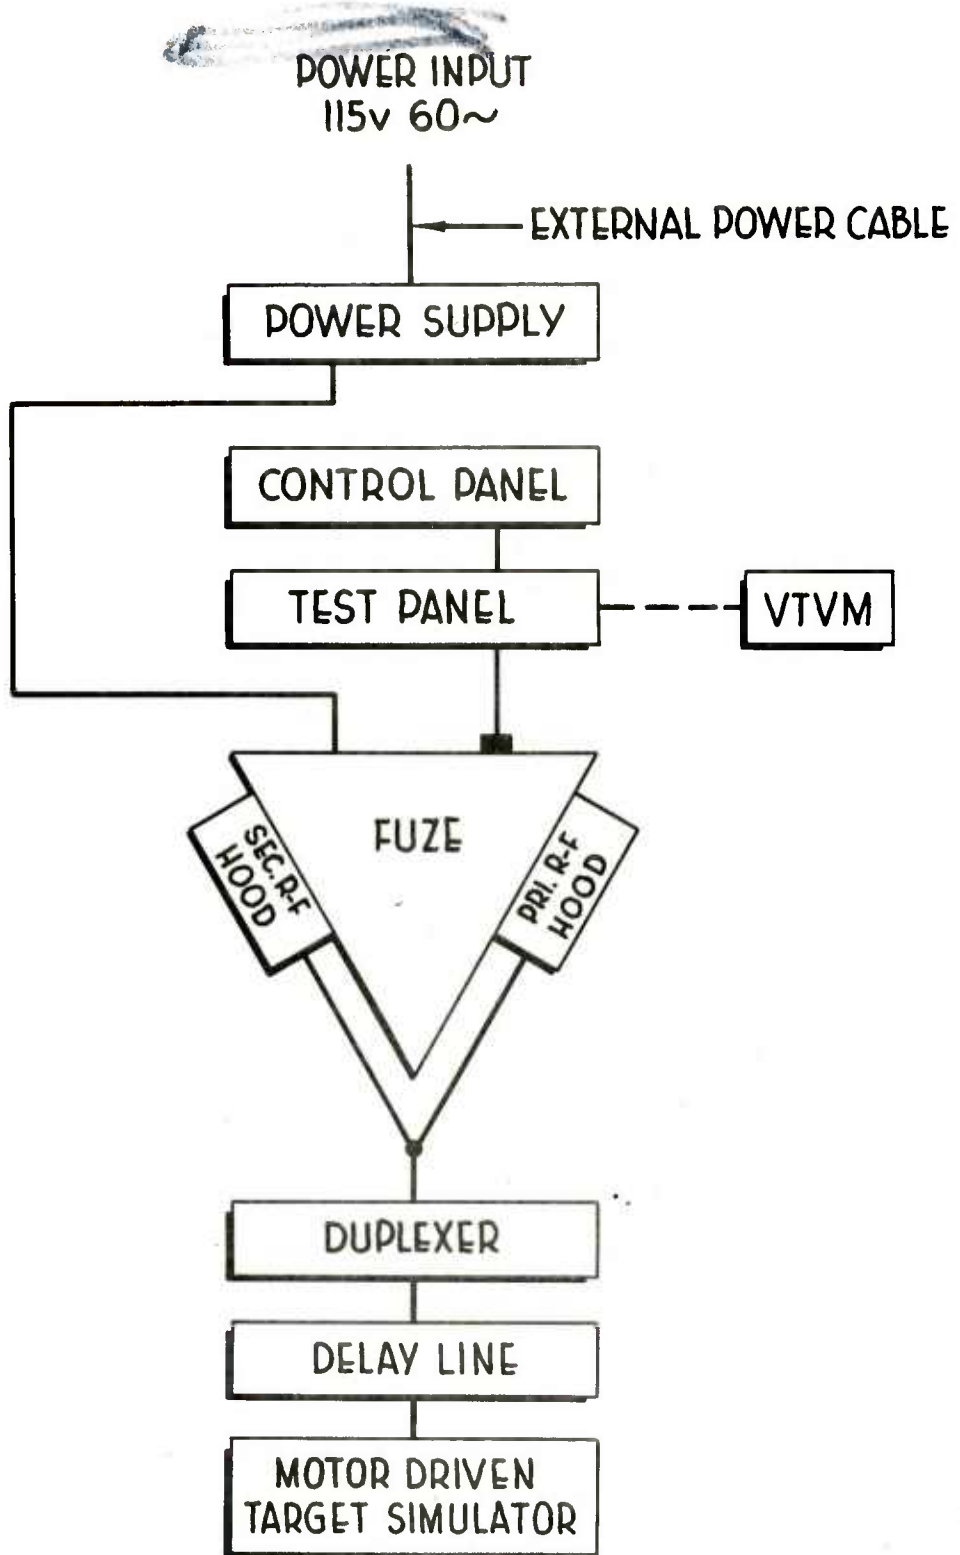 POWER INPUT
115v 60~
EXTERNAL POWER CABLE
POWER SUPPLY
CONTROL PANEL
TEST PANEL
VTVM
FUZE
SEC. R-F
HOOD
PRI. R-F
HOOD
DUPLEXER
DELAY LINE
MOTOR DRIVEN
TARGET SIMULATOR